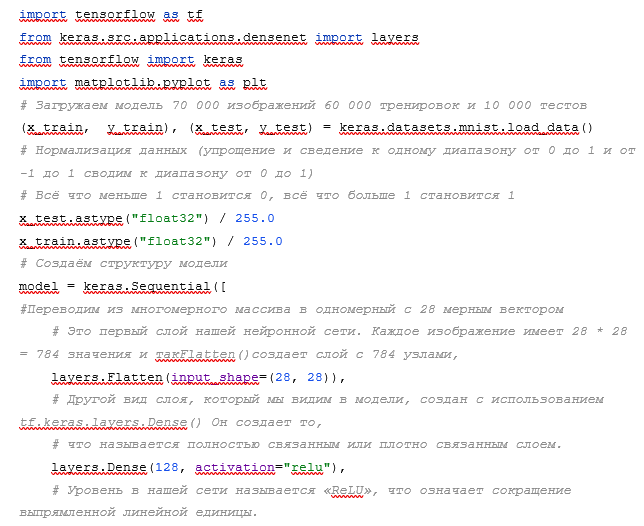 import tensorflow as tf
from keras.src.applications.densenet import layers
from tensorflow import keras
import matplotlib.pyplot as plt
# Загружаем модель 70 000 изображений 60 000 тренировок и 10 000 тестов
(x_train,  y_train), (x_test, y_test) = keras.datasets.mnist.load_data()
# Нормализация данных (упрощение и сведение к одному диапазону от 0 до 1 и от
-1 до 1 сводим к диапазону от 0 до 1)
# Всё что меньше 1 становится 0, всё что больше 1 становится 1
x_test.astype("float32") / 255.0
x_train.astype("float32") / 255.0
# Создаём структуру модели
model = keras.Sequential([
#Переводим из многомерного массива в одномерный с 28 мерным вектором
    # Это первый слой нашей нейронной сети. Каждое изображение имеет 28 * 28
= 784 значения и такFlatten()создает слой с 784 узлами,
    layers.Flatten(input_shape=(28, 28)),
    # Другой вид слоя, который мы видим в модели, создан с использованием
tf.keras.layers.Dense() Он создает то,
    # что называется полностью связанным или плотно связанным слоем.
    layers.Dense(128, activation="relu"),
    # Уровень в нашей сети называется «ReLU», что означает сокращение
выпрямленной линейной единицы.